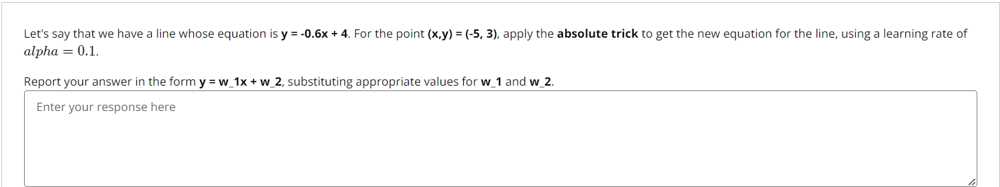 Let's say that we have a line whose equation is y = -0.6x + 4. For the point (x,y) = (-5, 3), apply the absolute trick to get the new equation for the line, using a learning rate of
alpha = 0.1.
Report your answer in the form y = w_1x + w_2, substituting appropriate values for w_1 and w_2.
Enter your response here